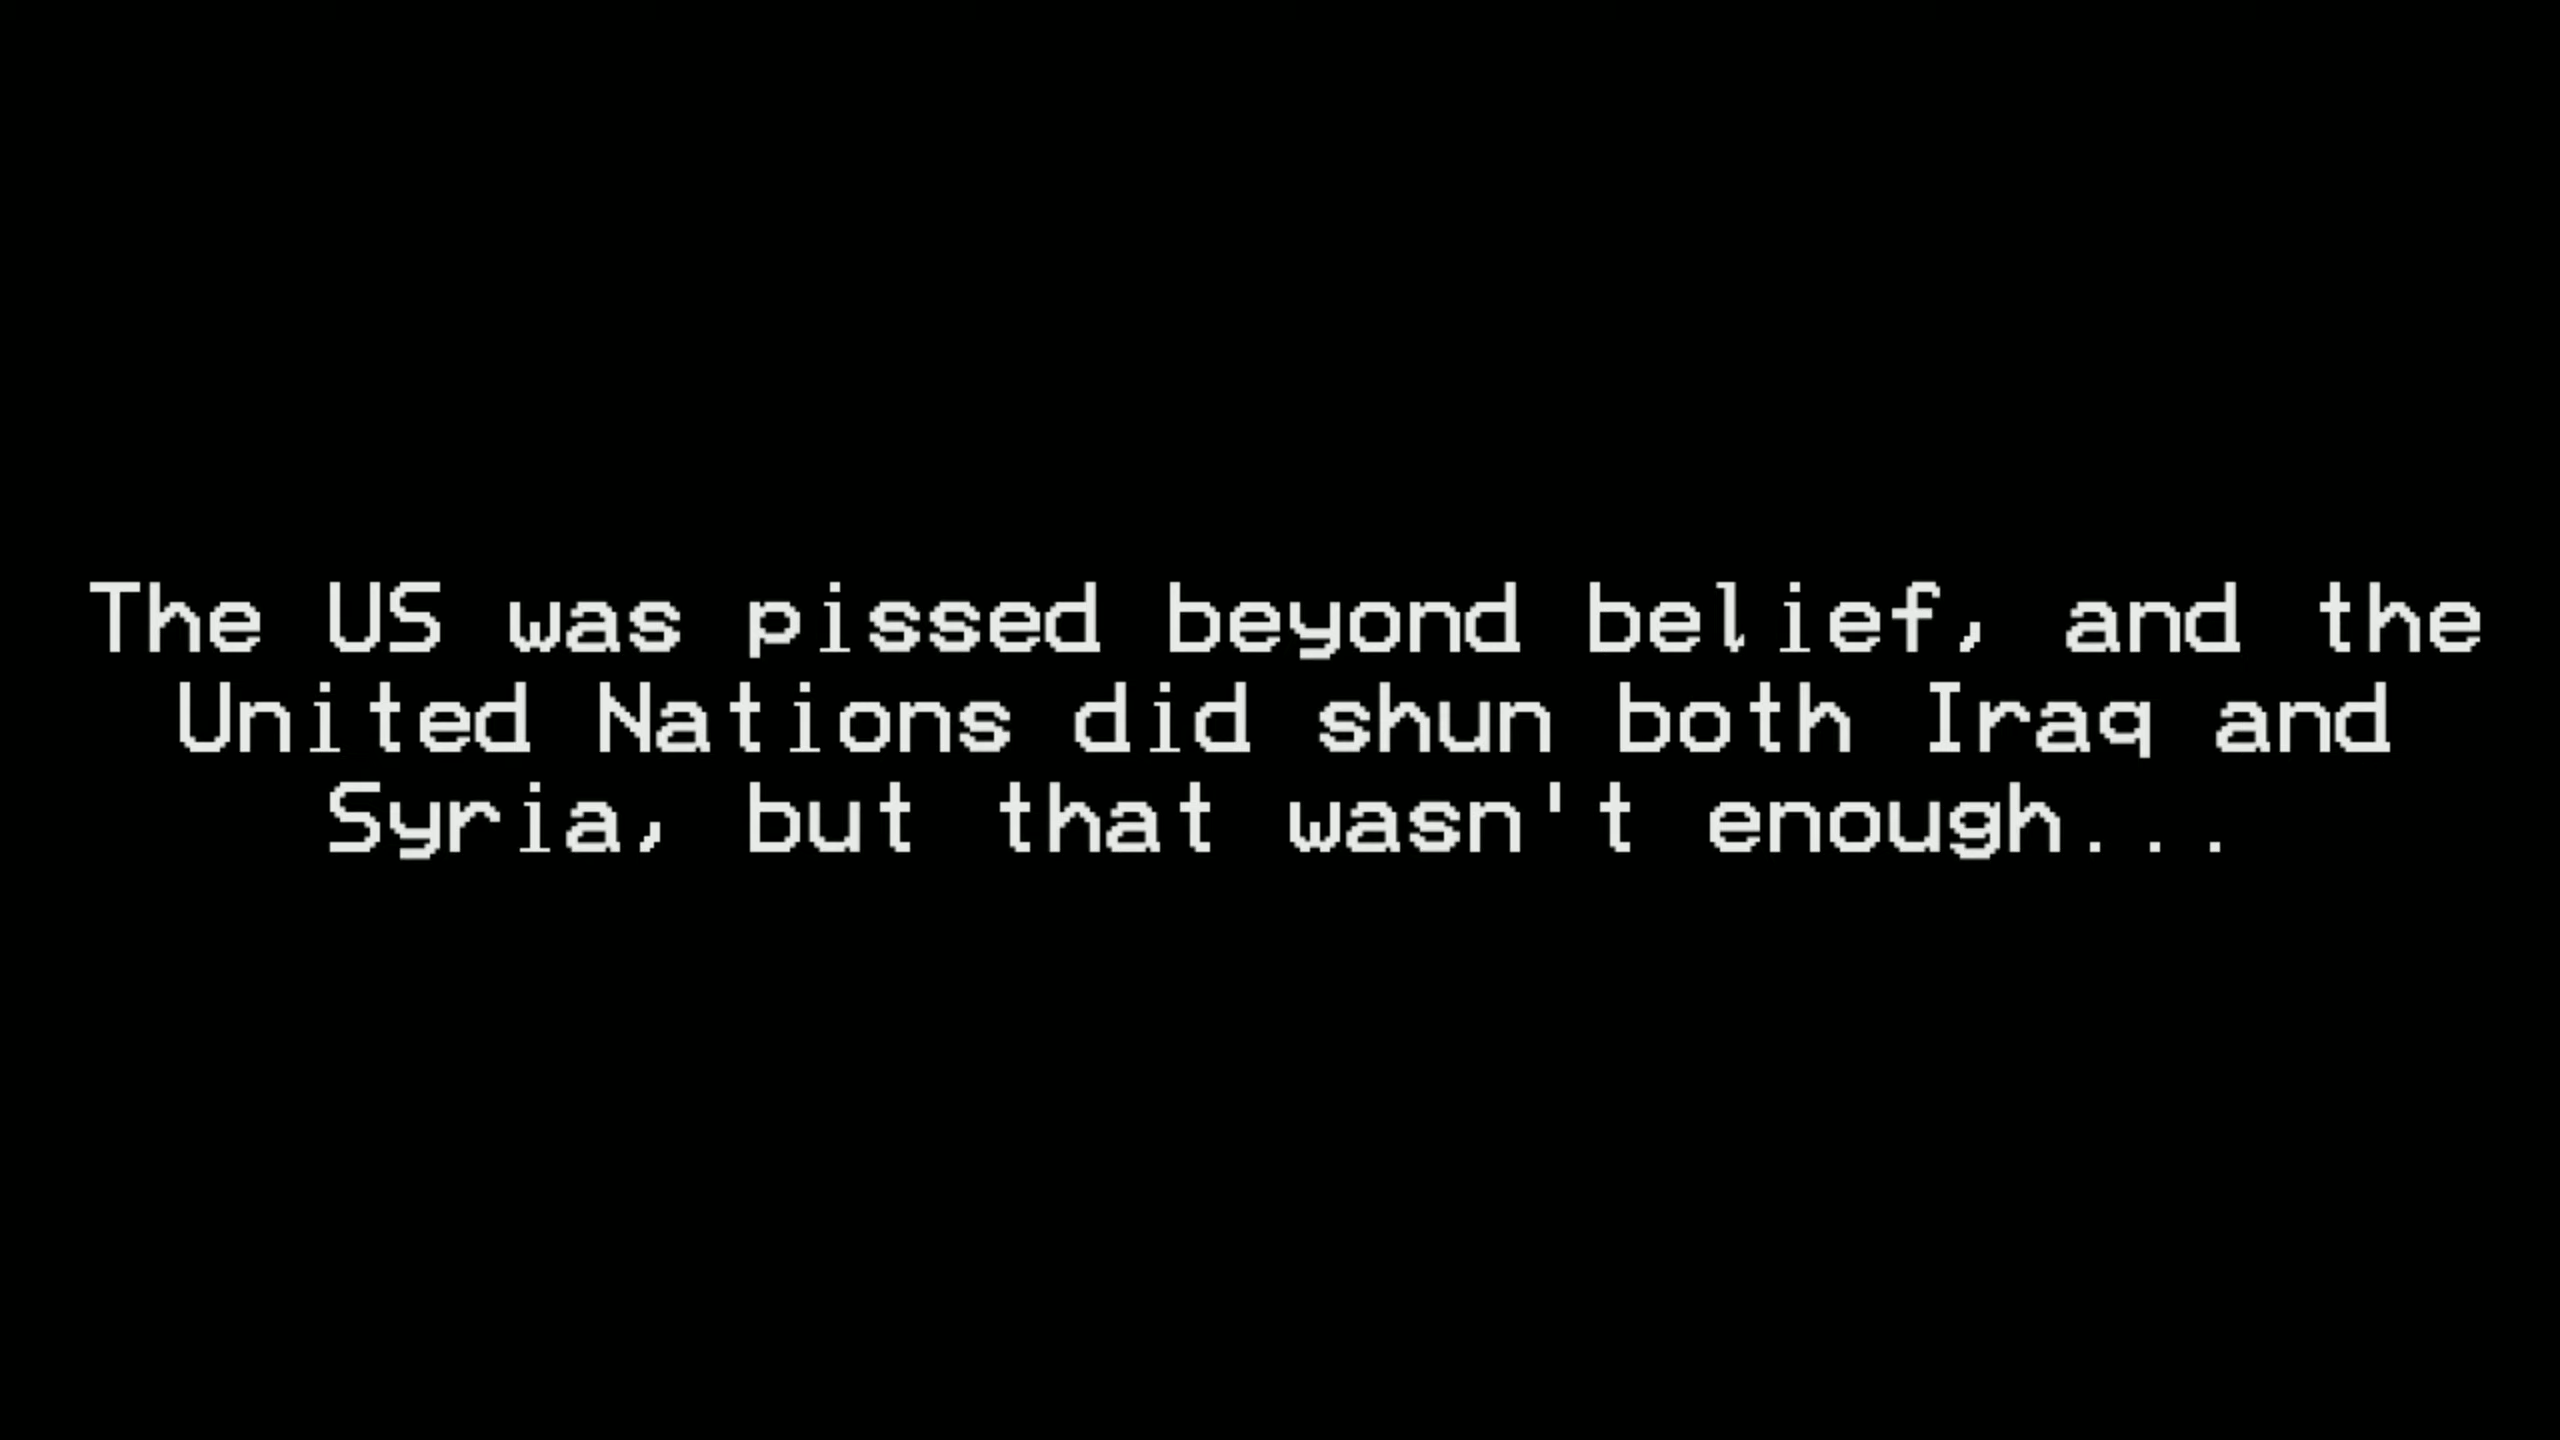 The US was pissed beyond belief, and the
United Nations did shun both Iraq and
Syria, but that wasn't enough...